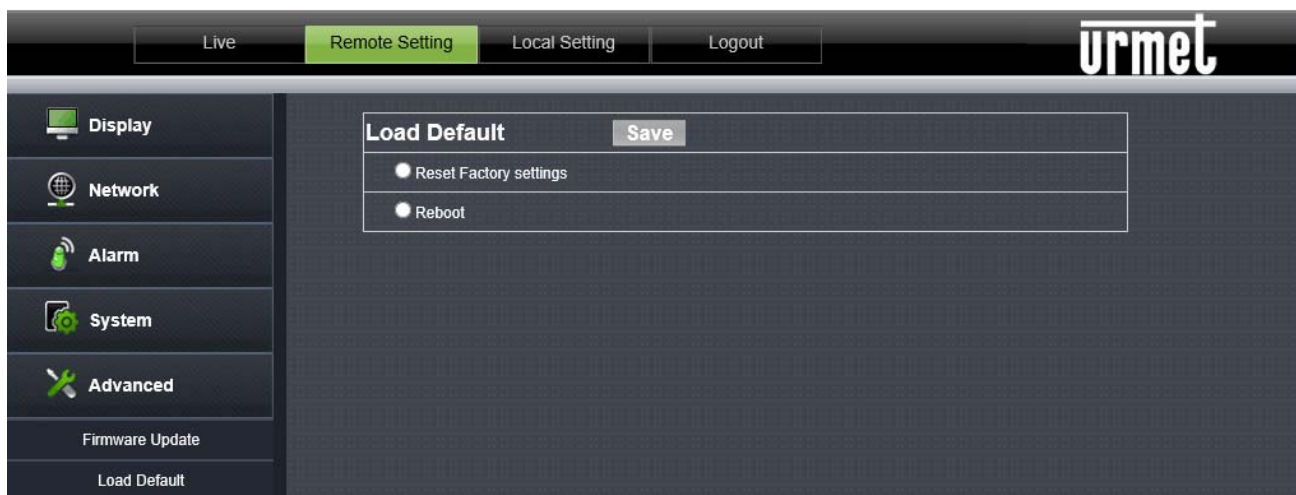 Live Remote Setting Local Setting Logout urmet
Display
Network
Alarm
System
Advanced
Firmware Update
Load Default
Load Default Save
Reset Factory settings
Reboot